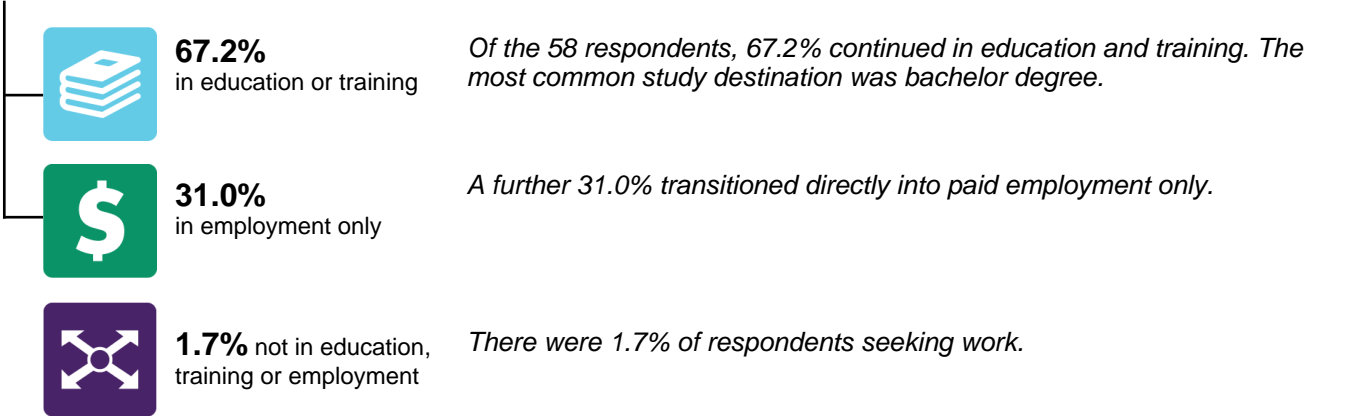 67.2%
in education or training
Of the 58 respondents, 67.2% continued in education and training. The
most common study destination was bachelor degree.
$
31.0%
in employment only
A further 31.0% transitioned directly into paid employment only.
1.7% not in education,
training or employment
There were 1.7% of respondents seeking work.